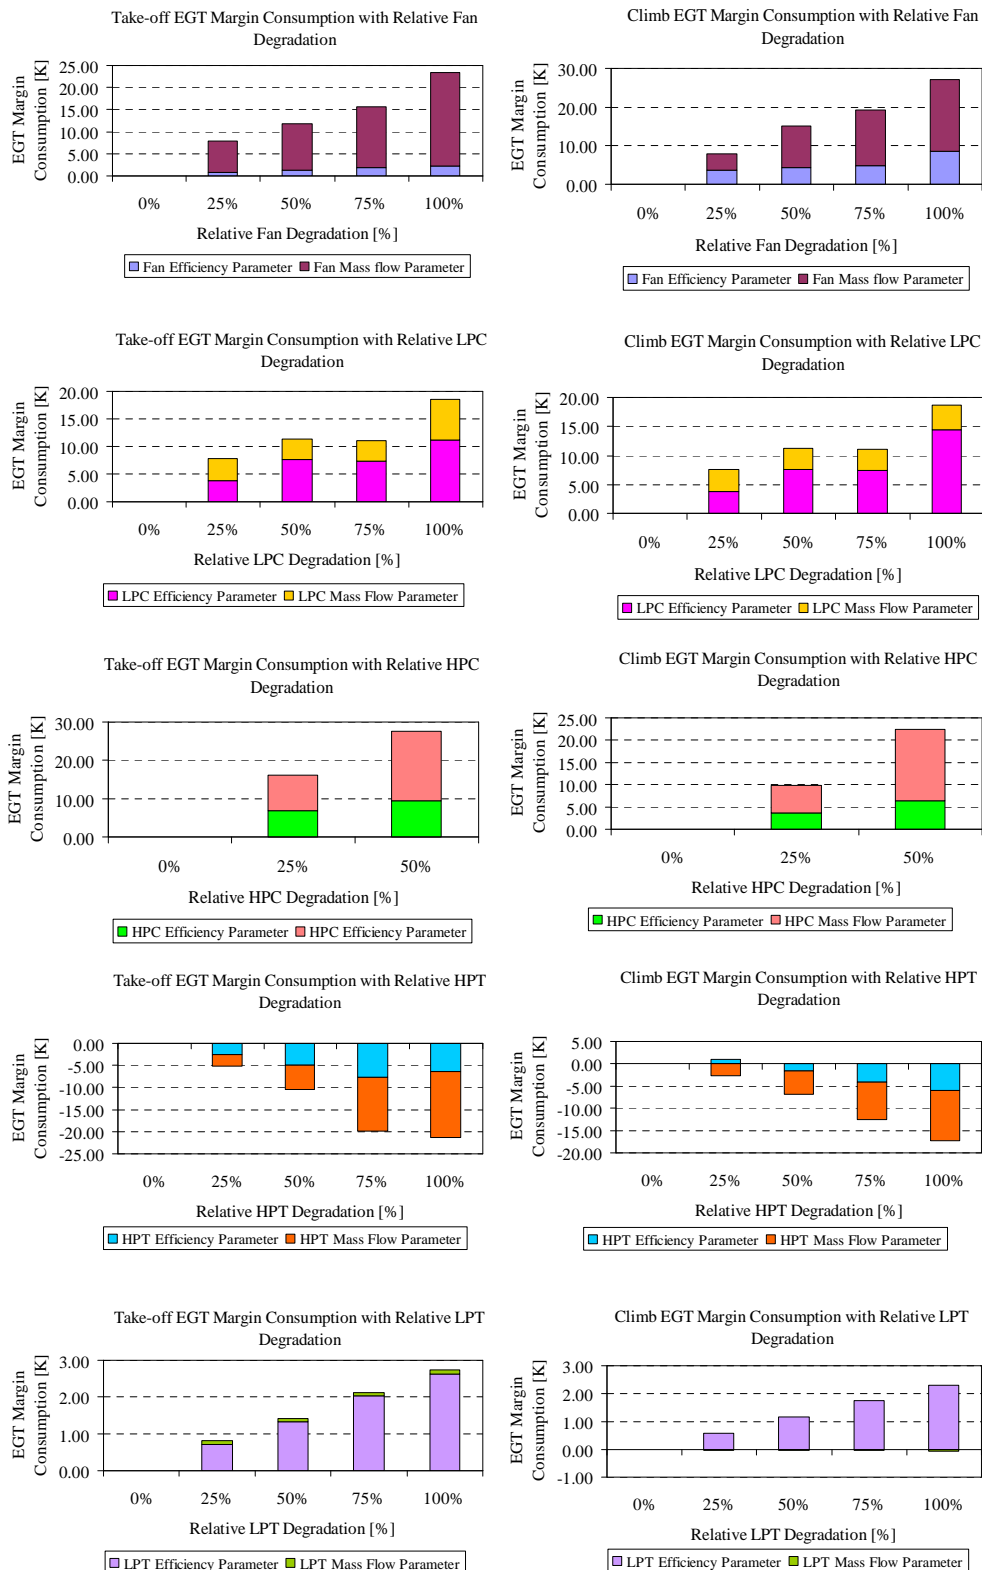 Take-off EGT Margin Consumption with Relative Fan
Degradation
EGT Margin
Consumption [K]
25.00
20.00
15.00
10.00
5.00
0.00
0% 25% 50% 75% 100%
Relative Fan Degradation [%]
Fan Efficiency Parameter Fan Mass flow Parameter
Climb EGT Margin Consumption with Relative Fan
Degradation
EGT Margin
Consumption [K]
30.00
20.00
10.00
0.00
0% 25% 50% 75% 100%
Relative Fan Degradation [%]
Fan Efficiency Parameter Fan Mass flow Parameter
Take-off EGT Margin Consumption with Relative LPC
Degradation
EGT Margin
Consumption [K]
20.00
15.00
10.00
5.00
0.00
0% 25% 50% 75% 100%
Relative LPC Degradation [%]
LPC Efficiency Parameter LPC Mass Flow Parameter
Climb EGT Margin Consumption with Relative LPC
Degradation
EGT Margin
Consumption [K]
20.00
15.00
10.00
5.00
0.00
0% 25% 50% 75% 100%
Relative LPC Degradation [%]
LPC Efficiency Parameter LPC Mass Flow Parameter
Take-off EGT Margin Consumption with Relative HPC
Degradation
EGT Margin
Consumption [K]
30.00
20.00
10.00
0.00
0% 25% 50%
Relative HPC Degradation [%]
HPC Efficiency Parameter HPC Efficiency Parameter
Climb EGT Margin Consumption with Relative HPC
Degradation
EGT Margin
Consumption [K]
25.00
20.00
15.00
10.00
5.00
0.00
0% 25% 50%
Relative HPC Degradation [%]
HPC Efficiency Parameter HPC Mass Flow Parameter
Take-off EGT Margin Consumption with Relative HPT
Degradation
EGT Margin
Consumption [K]
0.00
-5.00
-10.00
-15.00
-20.00
-25.00
0% 25% 50% 75% 100%
Relative HPT Degradation [%]
HPT Efficiency Parameter HPT Mass Flow Parameter
Climb EGT Margin Consumption with Relative HPT
Degradation
EGT Margin
Consumption [K]
5.00
0.00
-5.00
-10.00
-15.00
-20.00
0% 25% 50% 75% 100%
Relative HPT Degradation [%]
HPT Efficiency Parameter HPT Mass Flow Parameter
Take-off EGT Margin Consumption with Relative LPT
Degradation
EGT Margin
Consumption [K]
3.00
2.00
1.00
0.00
0% 25% 50% 75% 100%
Relative LPT Degradation [%]
LPT Efficiency Parameter LPT Mass Flow Parameter
Climb EGT Margin Consumption with Relative LPT
Degradation
EGT Margin
Consumption [K]
3.00
2.00
1.00
0.00
-1.00
0% 25% 50% 75% 100%
Relative LPT Degradation [%]
LPT Efficiency Parameter LPT Mass Flow Parameter